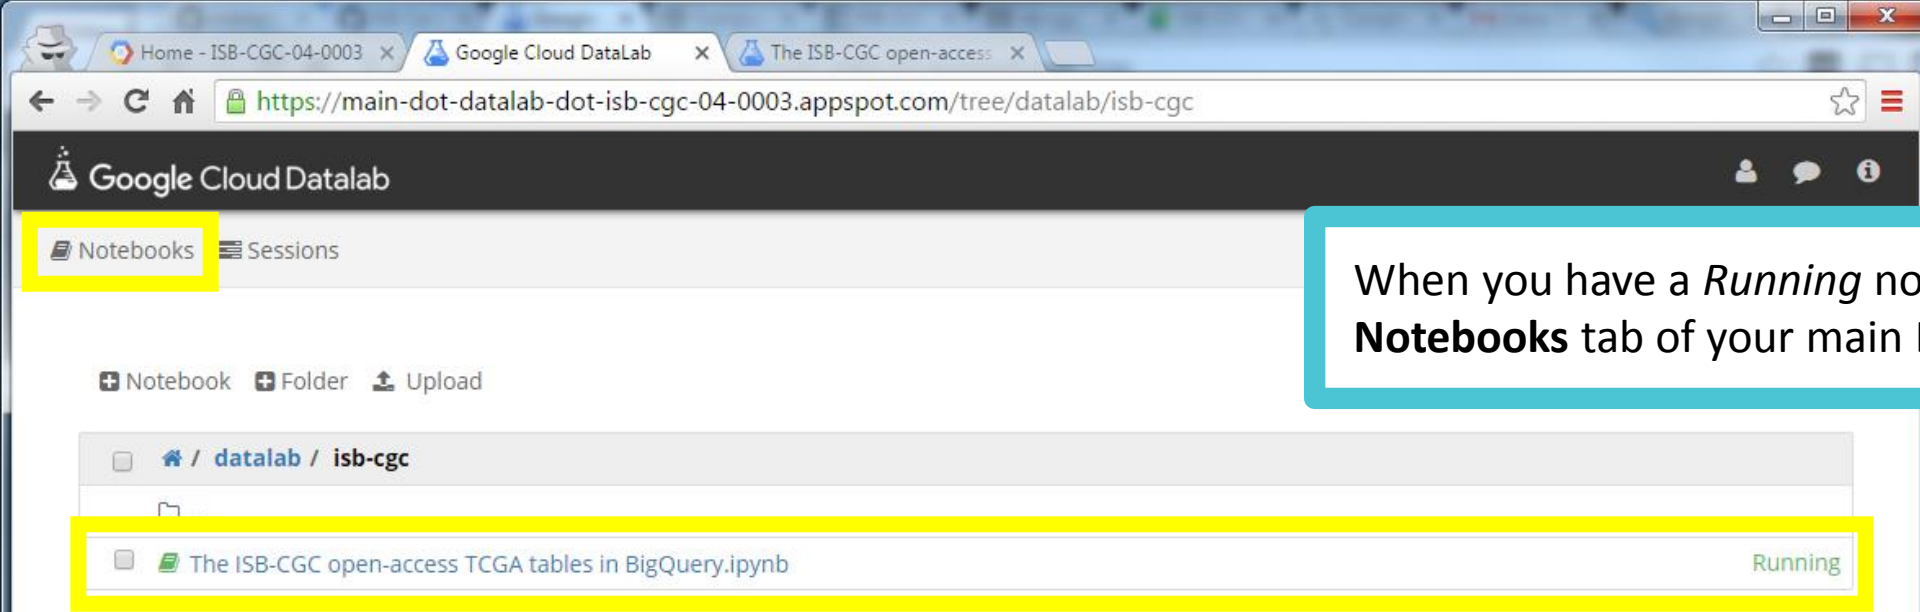 Home - ISB-CGC-04-0003
Google Cloud DataLab
The ISB-CGC open-access
https://main-dot-datalab-dot-isb-cgc-04-0003.appspot.com/tree/datalab/isb-cgc
Google Cloud Datalab
Notebooks Sessions
When you have a Running no
Notebooks tab of your main
Notebook Folder Upload
/ datalab / isb-cgc
The ISB-CGC open-access TCGA tables in BigQuery.ipynb Running